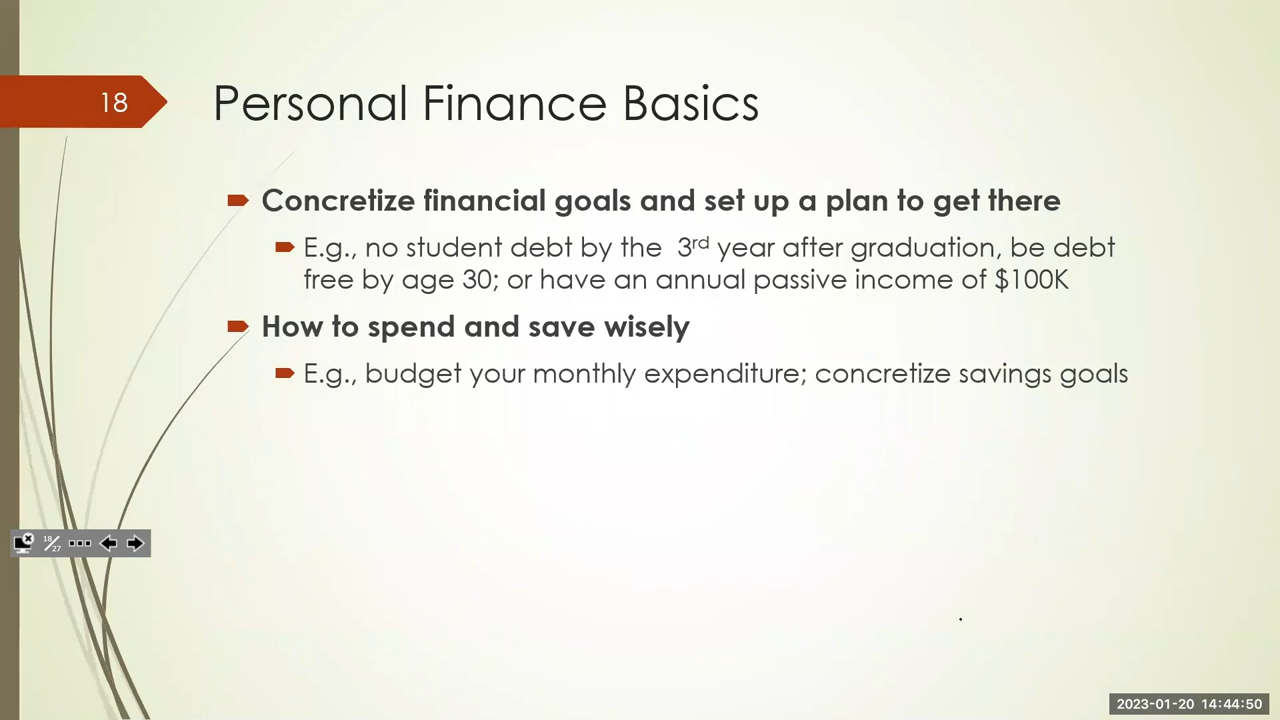 18
Personal Finance Basics
Concretize financial goals and set up a plan to get there
E.g., no student debt by the 3rd year after graduation, be debt
free by age 30; or have an annual passive income of $100K
How to spend and save wisely
E.g., budget your monthly expenditure; concretize savings goals
18/27
2023-01-20 14:44:50